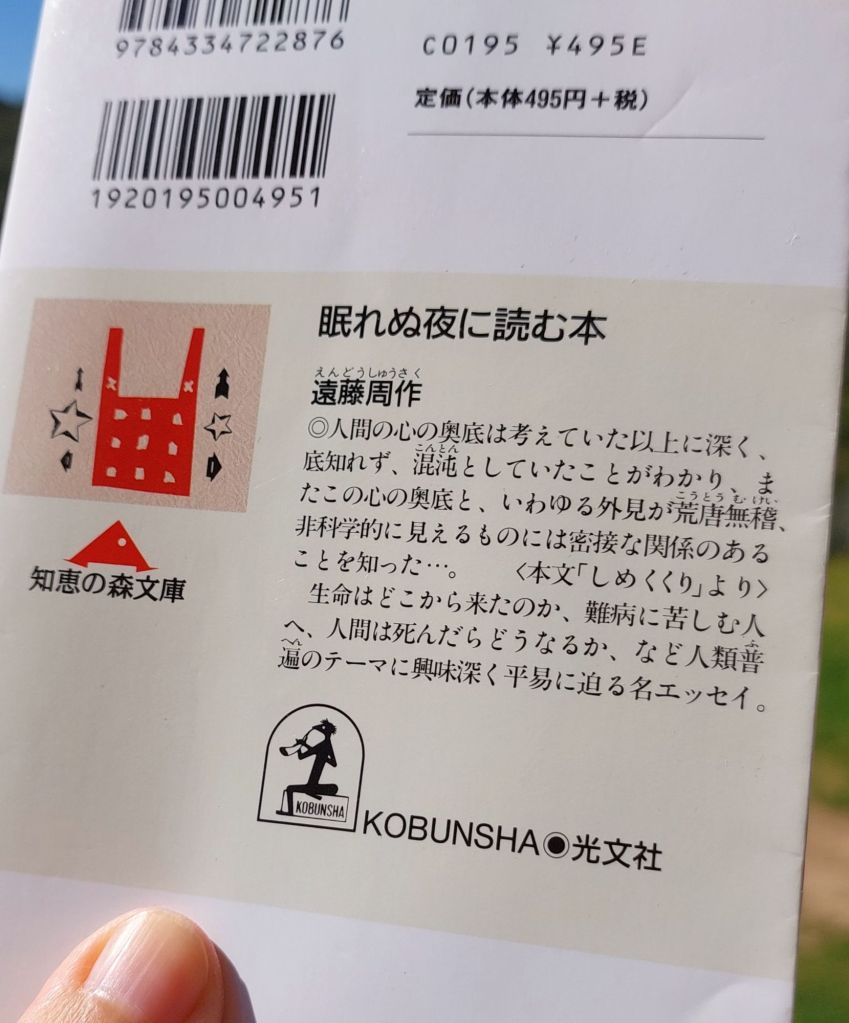 9784334722876
C0195 ¥495E
定価(本体495円+税)
1920195004951
眠れぬ夜に読む本
えんどうしゅうさく
遠藤周作
◎人間の心の奥底は考えていた以上に深く、
こんとん
底知れず、混沌としていたことがわかり、ま
こうとうむけい
たこの心の奥底と、いわゆる外見が荒唐無稽、
非科学的に見えるものには密接な関係のある
ことを知った…。 〈本文「しめくくり」より〉
生命はどこから来たのか、難病に苦しむ人
ふ
へ、人間は死んだらどうなるか、など人類普
へん
遍のテーマに興味深く平易に迫る名エッセイ。
知恵の森文庫
KOBUNSHA
KOBUNSHA◉光文社